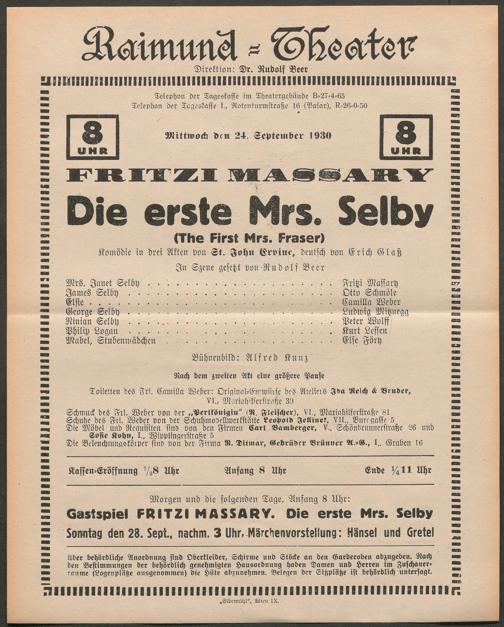 Raimund-Theater
Direktion: Dr. Rudolf Beer
Telephon der Tageskasse im Theatergebäude B-27-4-65
Telephon der Tageskasse I., Rotenturmstraße 16 (Basar), R-26-0-50
8 UHR
Mittwoch den 24. September 1930
8 UHR
FRITZI MASSARY
Die erste Mrs. Selby
(The First Mrs. Fraser)
Komödie in drei Akten von St. John Ervine, deutsch von Erich Glaß
In Szene gesetzt von Rudolf Beer
Mrs. Janet Selby . . . . . . . . . . Fritzi Massary
James Selby . . . . . . . . . . Otto Schmöle
Elsie . . . . . . . . . . Camilla Weber
George Selby . . . . . . . . . . Ludwig Mitnegg
Ninian Selby . . . . . . . . . . Peter Wolff
Philip Logan . . . . . . . . . . Kurt Lessen
Mabel, Stubenmädchen . . . . . . . . . . Else Föry
Bühnenbild: Alfred Kunz
Nach dem zweiten Akt eine größere Pause
Toiletten des Frl. Camilla Weber: Original-Entwürfe des Ateliers Ida Reich & Bruder,
VI., Mariahilferstraße 39
Schmuck des Frl. Weber von der „Perlkönigin" (R. Fleischer), VI., Mariahilferstraße 81
Schuhe des Frl. Weber von der Schuhmodellwerkstätte Leopold Jellinek, VII., Burggasse 5
Die Möbel und Requisiten sind von den Firmen Carl Bamberger, V., Schönbrunnerstraße 26 und
Sofie Kohn, I., Wipplingerstraße 5
Die Beleuchtungskörper sind von der Firma R. Ditmar, Gebrüder Brünner A.-G., I., Graben 16
Kassen-Eröffnung ½8 Uhr Anfang 8 Uhr Ende ¼11 Uhr
Morgen und die folgenden Tage, Anfang 8 Uhr:
Gastspiel FRITZI MASSARY. Die erste Mrs. Selby
Sonntag den 28. Sept., nachm. 3 Uhr, Märchenvorstellung: Hänsel und Gretel
Über behördliche Anordnung sind Oberkleider, Schirme und Stöcke an den Garderoben abzugeben. Nach
den Bestimmungen der behördlich genehmigten Hausordnung haben Damen und Herren im Zuschauer-
raume (Logenplätze ausgenommen) die Hüte abzunehmen. Belegen der Sitzplätze ist behördlich untersagt.
„Elbemühl", Wien IX.